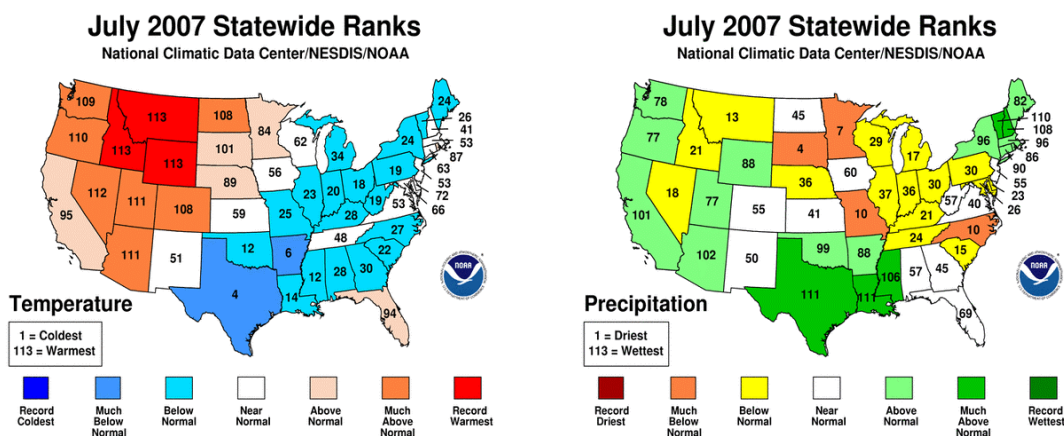 July 2007 Statewide Ranks
National Climatic Data Center/NESDIS/NOAA
109
113
108
84
24
26
41
53
87
63
53
72
66
110
113
113
101
62
34
24
19
95
112
111
108
89
56
23
20
18
19
53
59
25
28
27
48
22
111
51
12
6
12
28
30
4
14
94
NOAA
Temperature
1 = Coldest
113 = Warmest
Record
Coldest
Much
Below
Normal
Below
Normal
Near
Normal
Above
Normal
Much
Above
Normal
Record
Warmest
July 2007 Statewide Ranks
National Climatic Data Center/NESDIS/NOAA
78
13
45
7
82
110
108
96
86
90
55
23
26
77
21
88
4
29
17
96
30
101
18
77
55
36
60
37
36
30
57
40
41
10
21
10
24
15
102
50
99
88
106
57
45
111
111
69
NOAA
Precipitation
1 = Driest
113 = Wettest
Record
Driest
Much
Below
Normal
Below
Normal
Near
Normal
Above
Normal
Much
Above
Normal
Record
Wettest